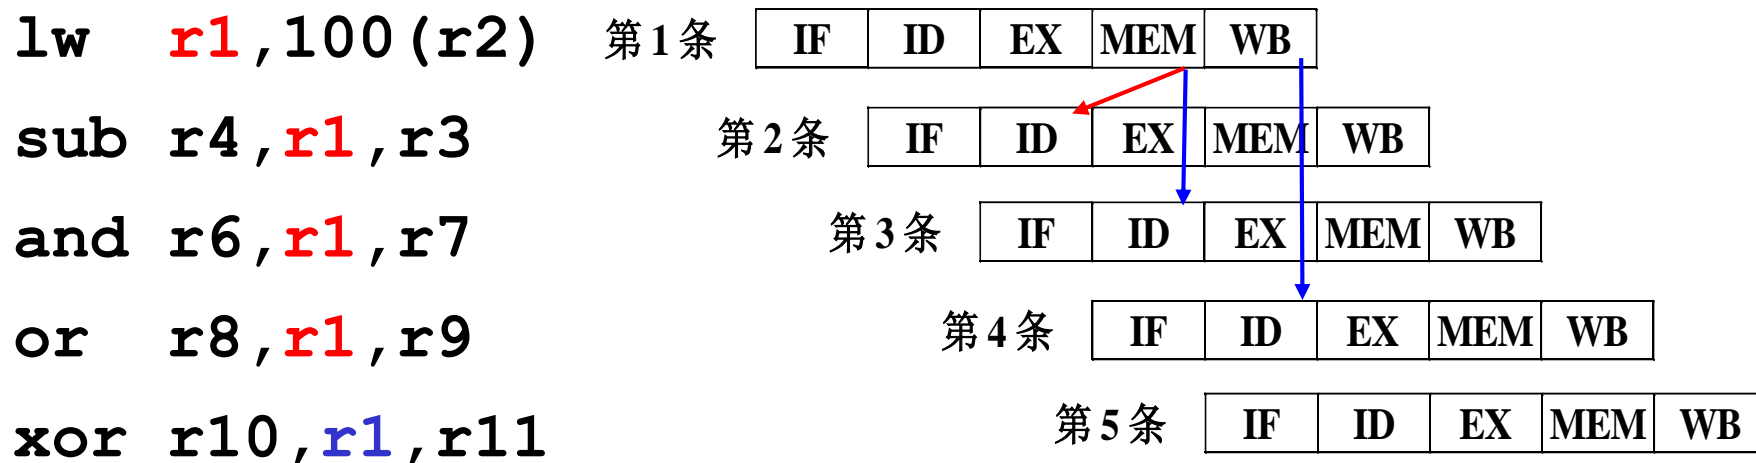 lw r1,100(r2) 第1条 IF ID EX MEM WB
sub r4,r1,r3 第2条 IF ID EX MEM WB
and r6,r1,r7 第3条 IF ID EX MEM WB
or r8,r1,r9 第4条 IF ID EX MEM WB
xor r10,r1,r11 第5条 IF ID EX MEM WB